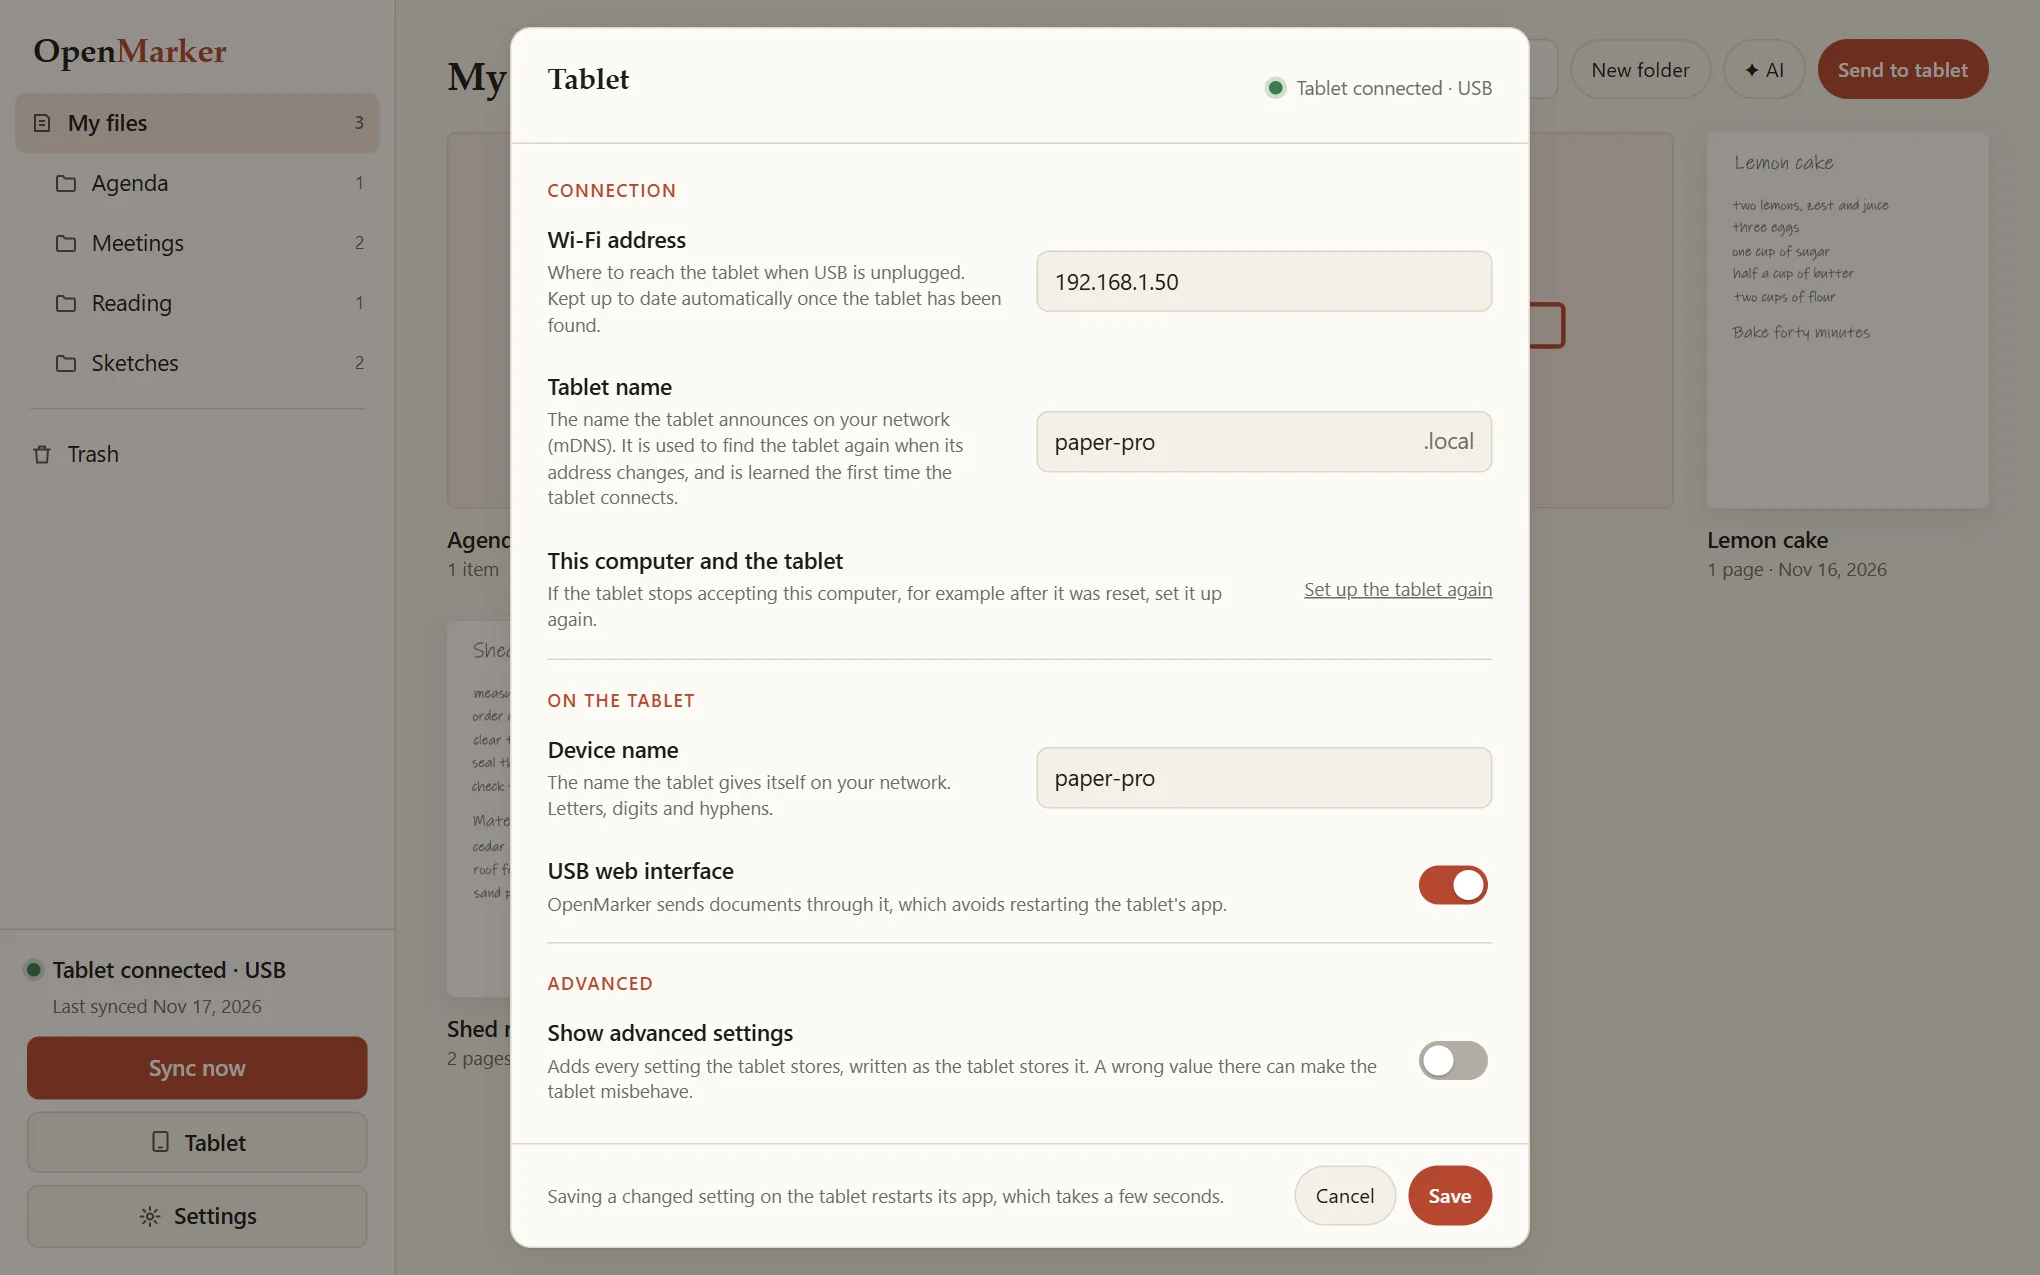 OpenMarker
My files 3
Agenda 1
Meetings 2
Reading 1
Sketches 2
Trash
Tablet connected · USB
Last synced Nov 17, 2026
Sync now
Tablet
Settings
My
New folder
✦ AI
Send to tablet
1 item
Lemon cake
two lemons, zest and juice
three eggs
one cup of sugar
half a cup of butter
two cups of flour
Bake forty minutes
Lemon cake
1 page · Nov 16, 2026
order
clear
seal
check
cedar
roof
sand
Shed
2 pages
Tablet
Tablet connected · USB
CONNECTION
Wi-Fi address
Where to reach the tablet when USB is unplugged.
Kept up to date automatically once the tablet has been
found.
192.168.1.50
Tablet name
The name the tablet announces on your network
(mDNS). It is used to find the tablet again when its
address changes, and is learned the first time the
tablet connects.
paper-pro .local
This computer and the tablet
If the tablet stops accepting this computer, for example after it was reset, set it up
again.
Set up the tablet again
ON THE TABLET
Device name
The name the tablet gives itself on your network.
Letters, digits and hyphens.
paper-pro
USB web interface
OpenMarker sends documents through it, which avoids restarting the tablet's app.
ADVANCED
Show advanced settings
Adds every setting the tablet stores, written as the tablet stores it. A wrong value there can make the
tablet misbehave.
Saving a changed setting on the tablet restarts its app, which takes a few seconds.
Cancel
Save